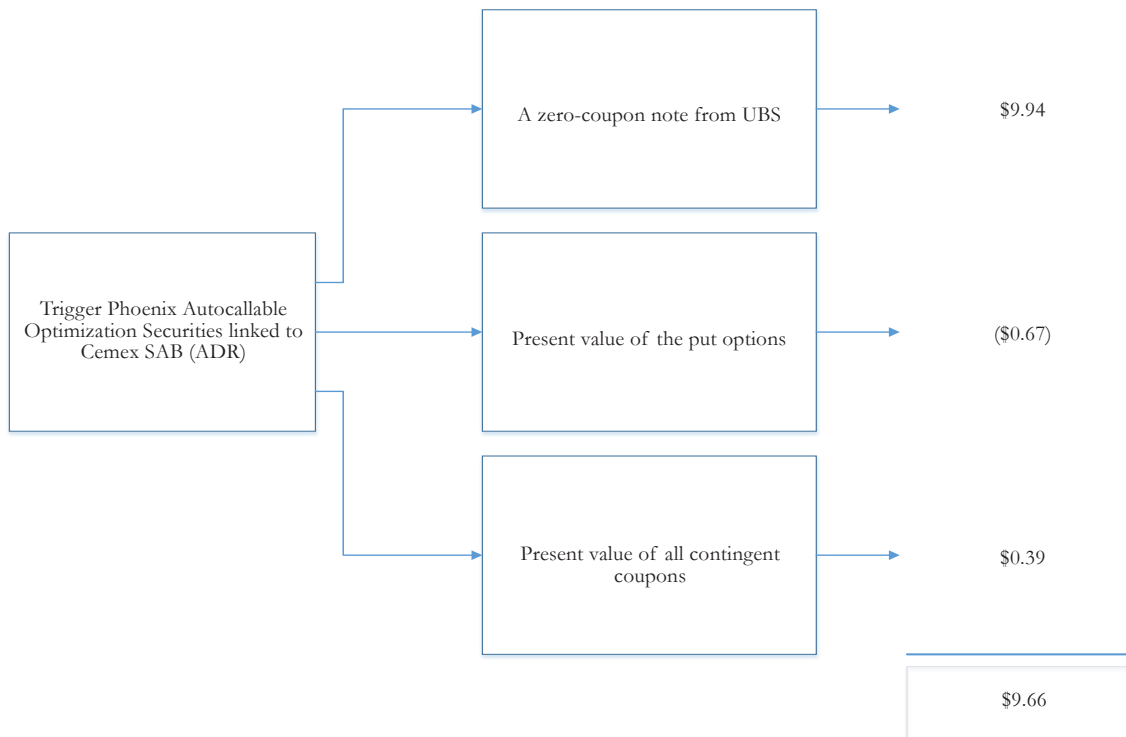 A zero-coupon note from UBS
$9.94
Trigger Phoenix Autocallable
Optimization Securities linked to
Cemex SAB (ADR)
Present value of the put options
($0.67)
Present value of all contingent
coupons
$0.39
$9.66